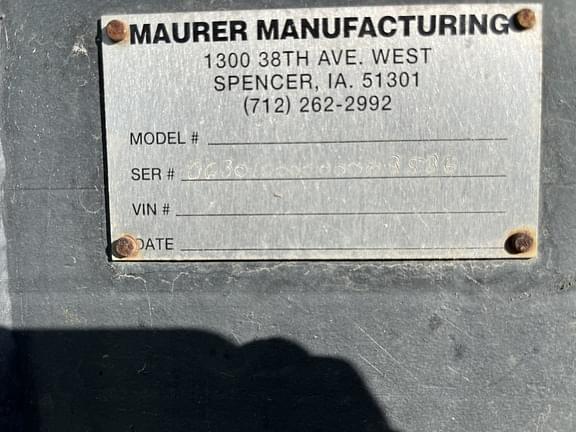 MAURER MANUFACTURING
1300 38TH AVE. WEST
SPENCER, IA. 51301
(712) 262-2992
MODEL #
SER #
VIN #
DATE